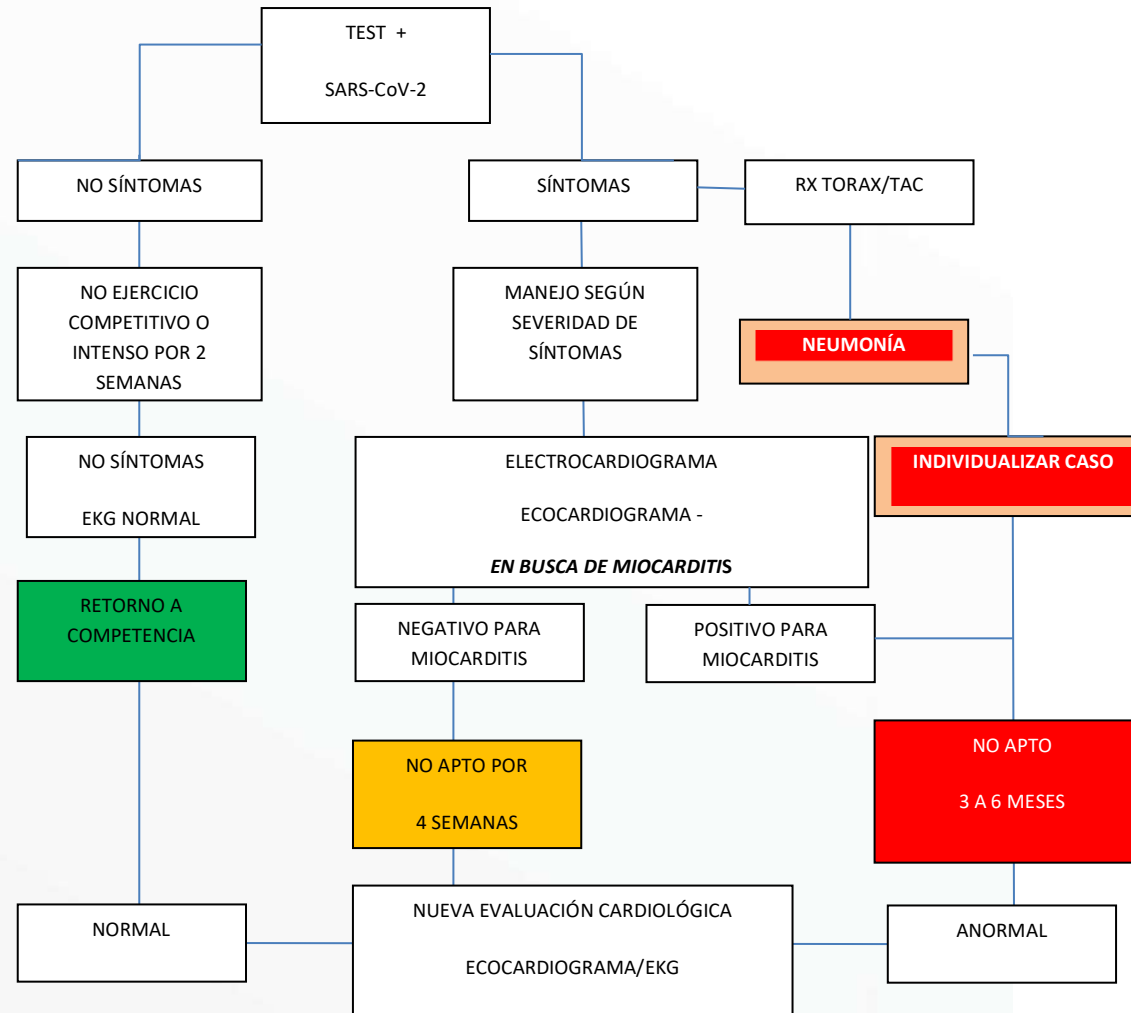 TEST +
SARS-CoV-2
NO SÍNTOMAS
SÍNTOMAS
RX TORAX/TAC
NO EJERCICIO
COMPETITIVO O
INTENSO POR 2
SEMANAS
MANEJO SEGÚN
SEVERIDAD DE
SÍNTOMAS
NEUMONÍA
NO SÍNTOMAS
EKG NORMAL
ELECTROCARDIOGRAMA
ECOCARDIOGRAMA -
EN BUSCA DE MIOCARDITIS
INDIVIDUALIZAR CASO
RETORNO A
COMPETENCIA
NEGATIVO PARA
MIOCARDITIS
POSITIVO PARA
MIOCARDITIS
NO APTO POR
4 SEMANAS
NO APTO
3 A 6 MESES
NORMAL
NUEVA EVALUACIÓN CARDIOLÓGICA
ECOCARDIOGRAMA/EKG
ANORMAL